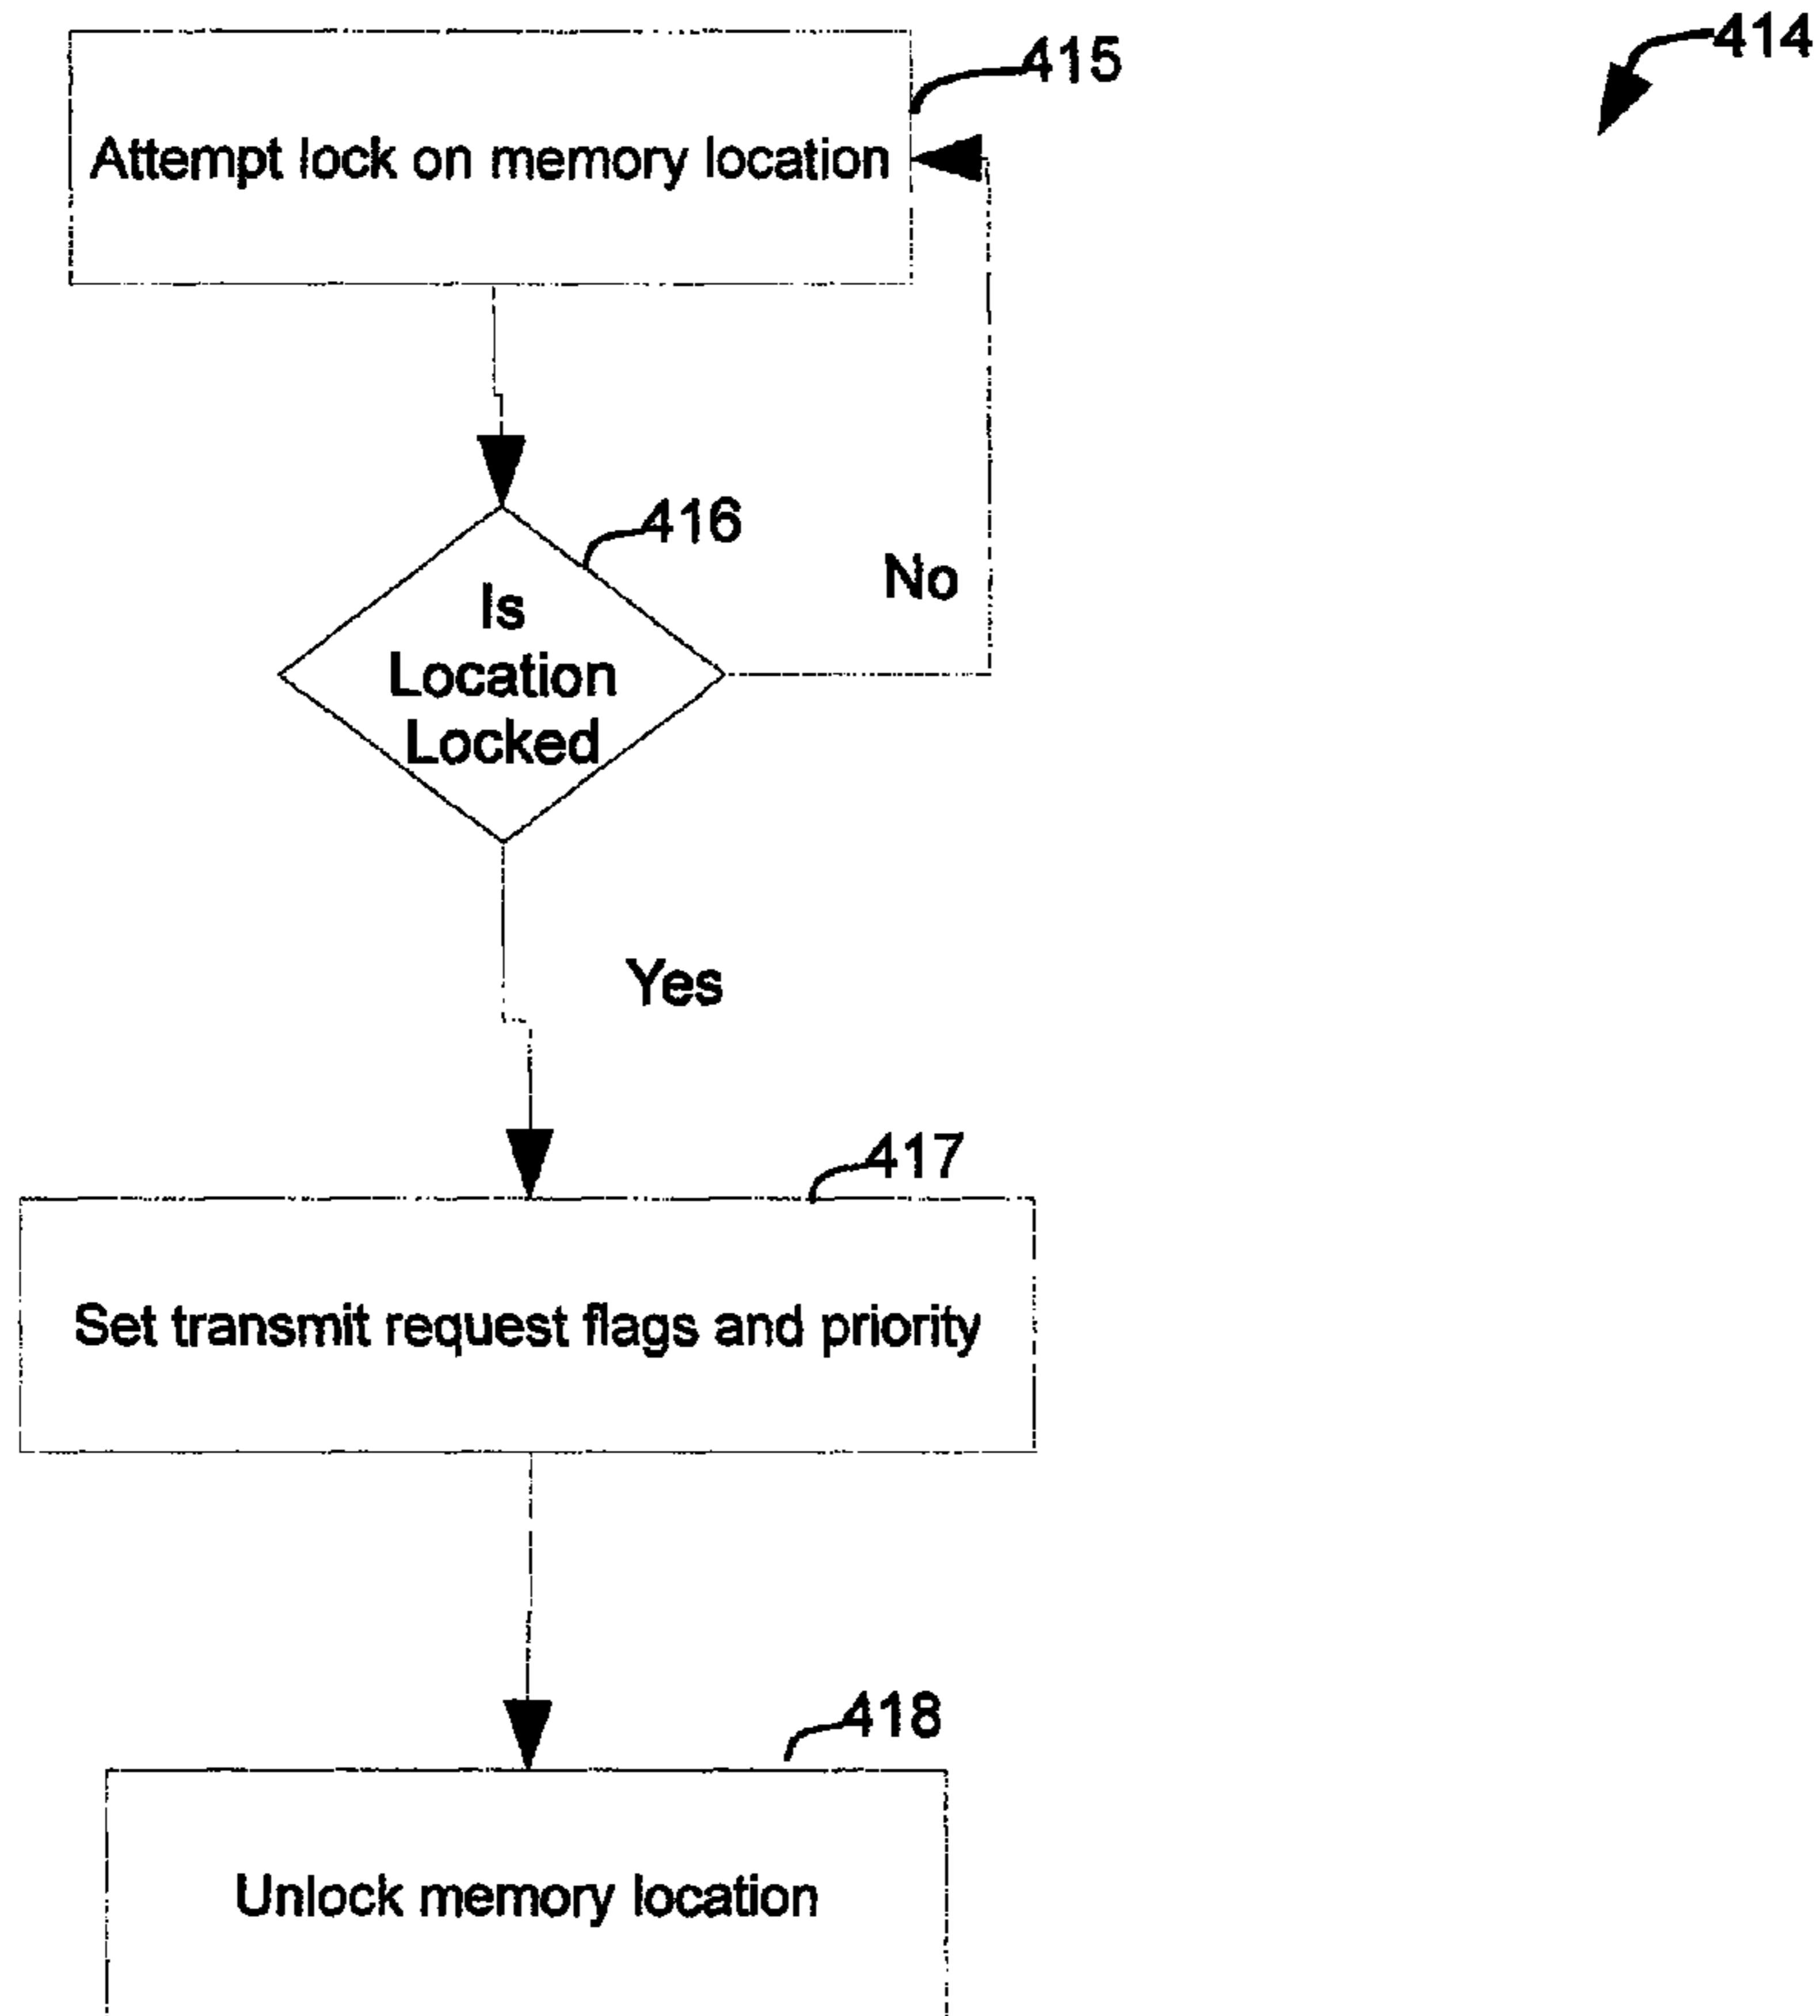 414
415
Attempt lock on memory location
416
Is
Location
Locked
No
Yes
417
Set transmit request flags and priority
418
Unlock memory location